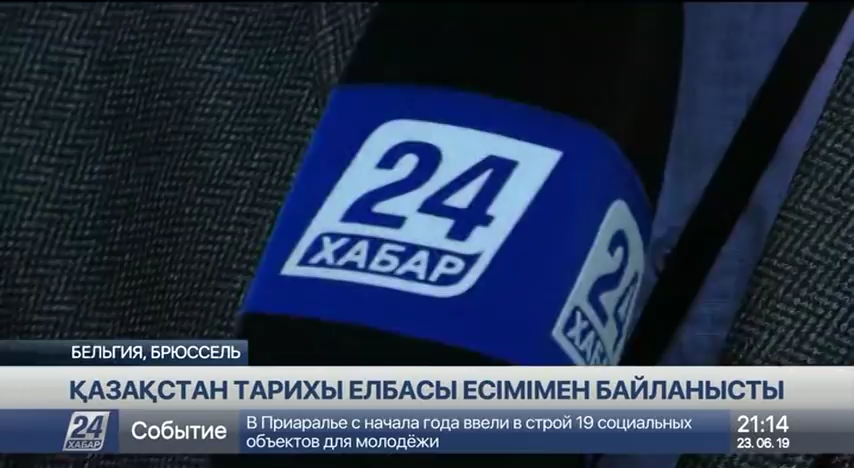 24
ХАБАР
24
ХАБАР
БЕЛЬГИЯ, БРЮССЕЛЬ
ҚАЗАҚСТАН ТАРИХЫ ЕЛБАСЫ ЕСІМІМЕН БАЙЛАНЫСТЫ
24
ХАБАР
Событие
В Приаралье с начала года ввели в строй 19 социальных
объектов для молодёжи
21:14
23.06.19